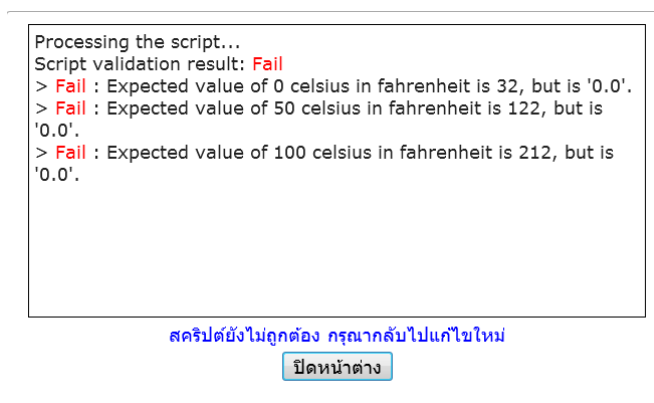 Processing the script...
Script validation result: Fail
> Fail : Expected value of 0 celsius in fahrenheit is 32, but is '0.0'.
> Fail : Expected value of 50 celsius in fahrenheit is 122, but is
'0.0'.
> Fail : Expected value of 100 celsius in fahrenheit is 212, but is
'0.0'.
สคริปต์ยังไม่ถูกต้อง กรุณากลับไปแก้ไขใหม่
ปิดหน้าต่าง